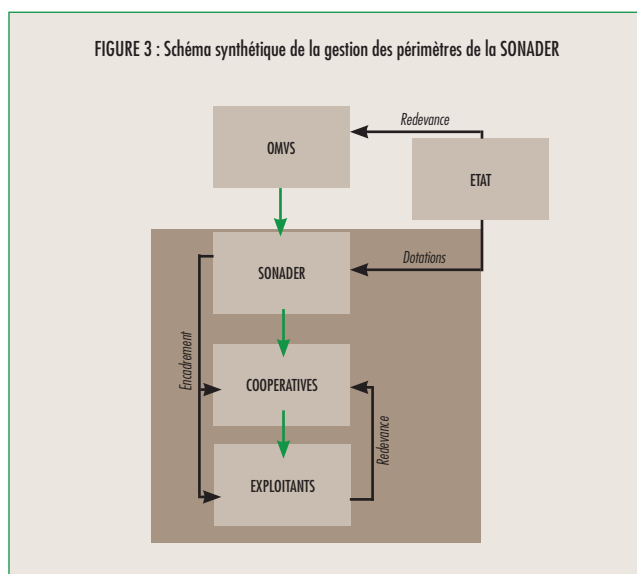 FIGURE 3 : Schéma synthétique de la gestion des périmètres de la SONADER
Redevance
OMVS
ETAT
SONADER
Dotations
Encadrement
COOPERATIVES
Redevance
EXPLOITANTS